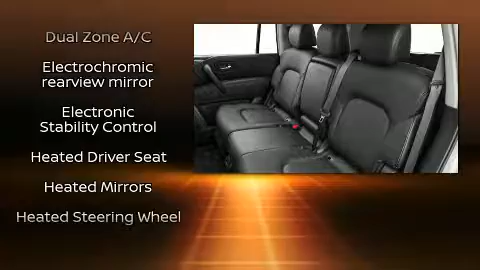 Dual Zone A/C
Electrochromic
rearview mirror
Electronic
Stability Control
Heated Driver Seat
Heated Mirrors
Heated Steering Wheel